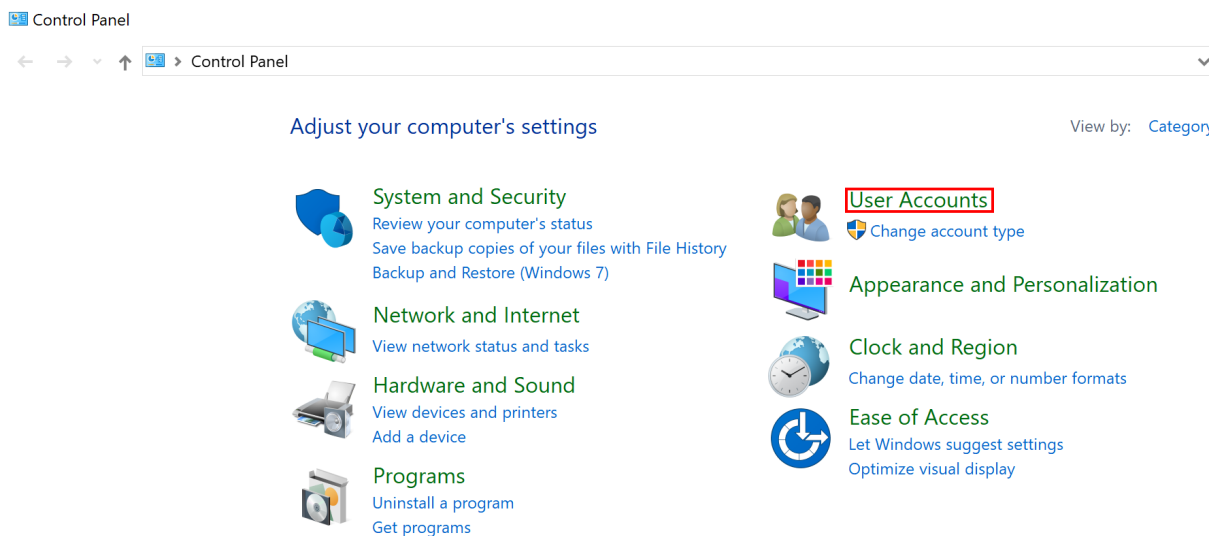 Control Panel
Control Panel
Adjust your computer's settings
View by: Category
System and Security
Review your computer's status
Save backup copies of your files with File History
Backup and Restore (Windows 7)
Network and Internet
View network status and tasks
Hardware and Sound
View devices and printers
Add a device
Programs
Uninstall a program
Get programs
User Accounts
Change account type
Appearance and Personalization
Clock and Region
Change date, time, or number formats
Ease of Access
Let Windows suggest settings
Optimize visual display